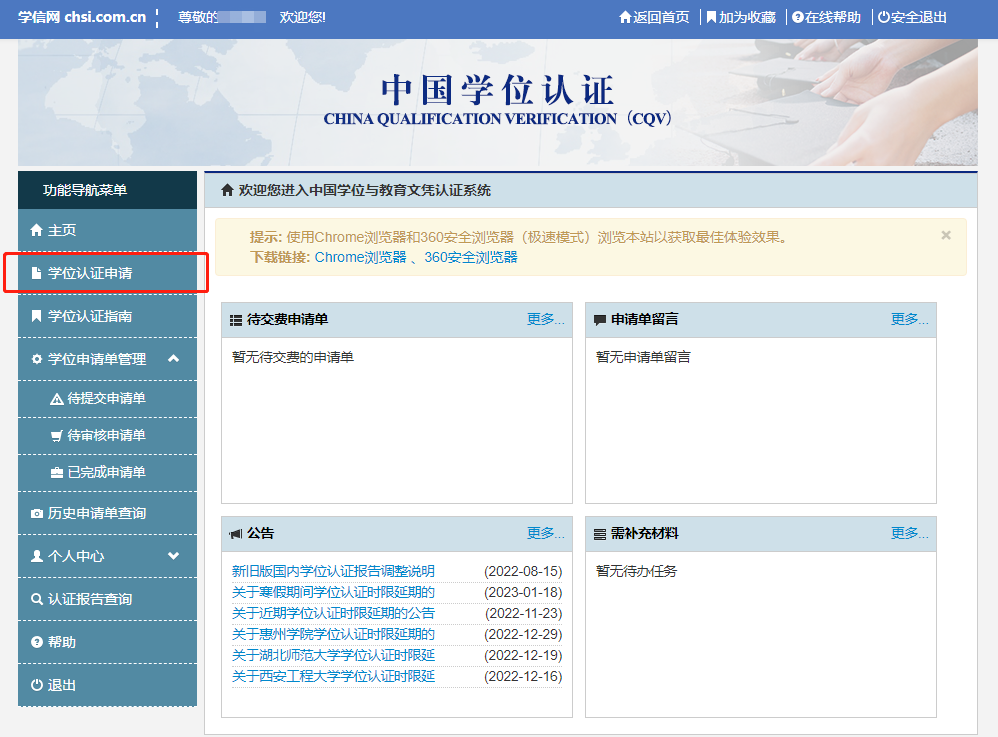 学信网 chsi.com.cn 尊敬的 欢迎您! 返回首页 加为收藏 在线帮助 安全退出
中国学位认证
CHINA QUALIFICATION VERIFICATION（CQV）
功能导航菜单
主页
学位认证申请
学位认证指南
学位申请单管理
待提交申请单
待审核申请单
已完成申请单
历史申请单查询
个人中心
认证报告查询
帮助
退出
欢迎您进入中国学位与教育文凭认证系统
提示: 使用Chrome浏览器和360安全浏览器（极速模式）浏览本站以获取最佳体验效果。 ×
下载链接: Chrome浏览器 、360安全浏览器
待交费申请单 更多...
暂无待交费的申请单
申请单留言 更多...
暂无申请单留言
公告 更多...
新旧版国内学位认证报告调整说明 (2022-08-15)
关于寒假期间学位认证时限延期的 (2023-01-18)
关于近期学位认证时限延期的公告 (2022-11-23)
关于惠州学院学位认证时限延期的 (2022-12-29)
关于湖北师范大学学位认证时限延 (2022-12-19)
关于西安工程大学学位认证时限延 (2022-12-16)
需补充材料 更多...
暂无待办任务